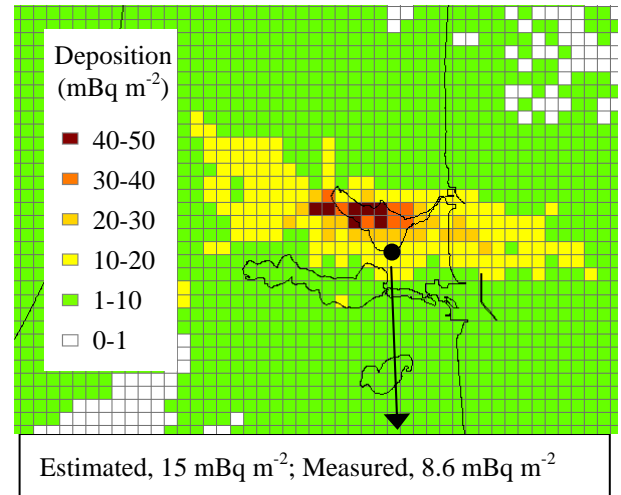 Deposition
(mBq m⁻²)
40-50
30-40
20-30
10-20
1-10
0-1
Estimated, 15 mBq m⁻²; Measured, 8.6 mBq m⁻²